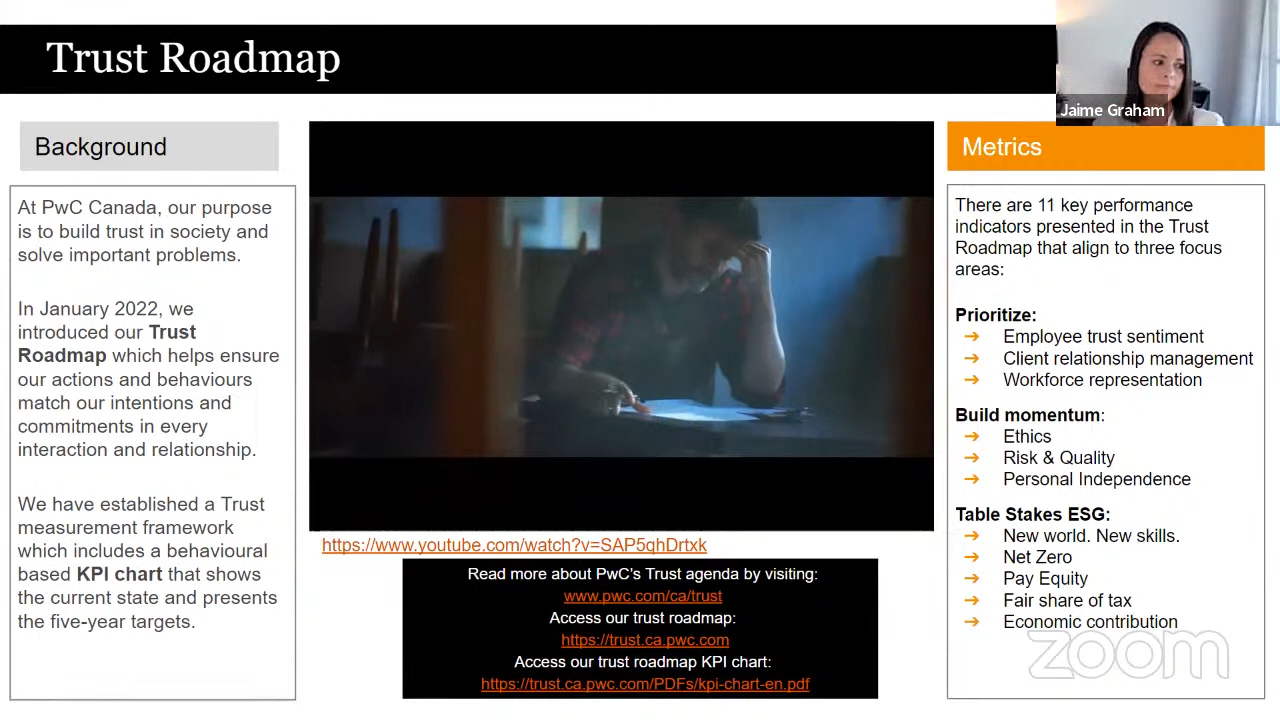 Trust Roadmap
Jaime Graham
Background
At PwC Canada, our purpose
is to build trust in society and
solve important problems.
In January 2022, we
introduced our Trust
Roadmap which helps ensure
our actions and behaviours
match our intentions and
commitments in every
interaction and relationship.
We have established a Trust
measurement framework
which includes a behavioural
based KPI chart that shows
the current state and presents
the five-year targets.
https://www.youtube.com/watch?v=SAP5qhDrtxk
Read more about PwC's Trust agenda by visiting:
www.pwc.com/ca/trust
Access our trust roadmap:
https://trust.ca.pwc.com
Access our trust roadmap KPI chart:
https://trust.ca.pwc.com/PDFs/kpi-chart-en.pdf
Metrics
There are 11 key performance
indicators presented in the Trust
Roadmap that align to three focus
areas:
Prioritize:
➔ Employee trust sentiment
➔ Client relationship management
➔ Workforce representation
Build momentum:
➔ Ethics
➔ Risk & Quality
➔ Personal Independence
Table Stakes ESG:
➔ New world. New skills.
➔ Net Zero
➔ Pay Equity
➔ Fair share of tax
➔ Economic contribution
zoom